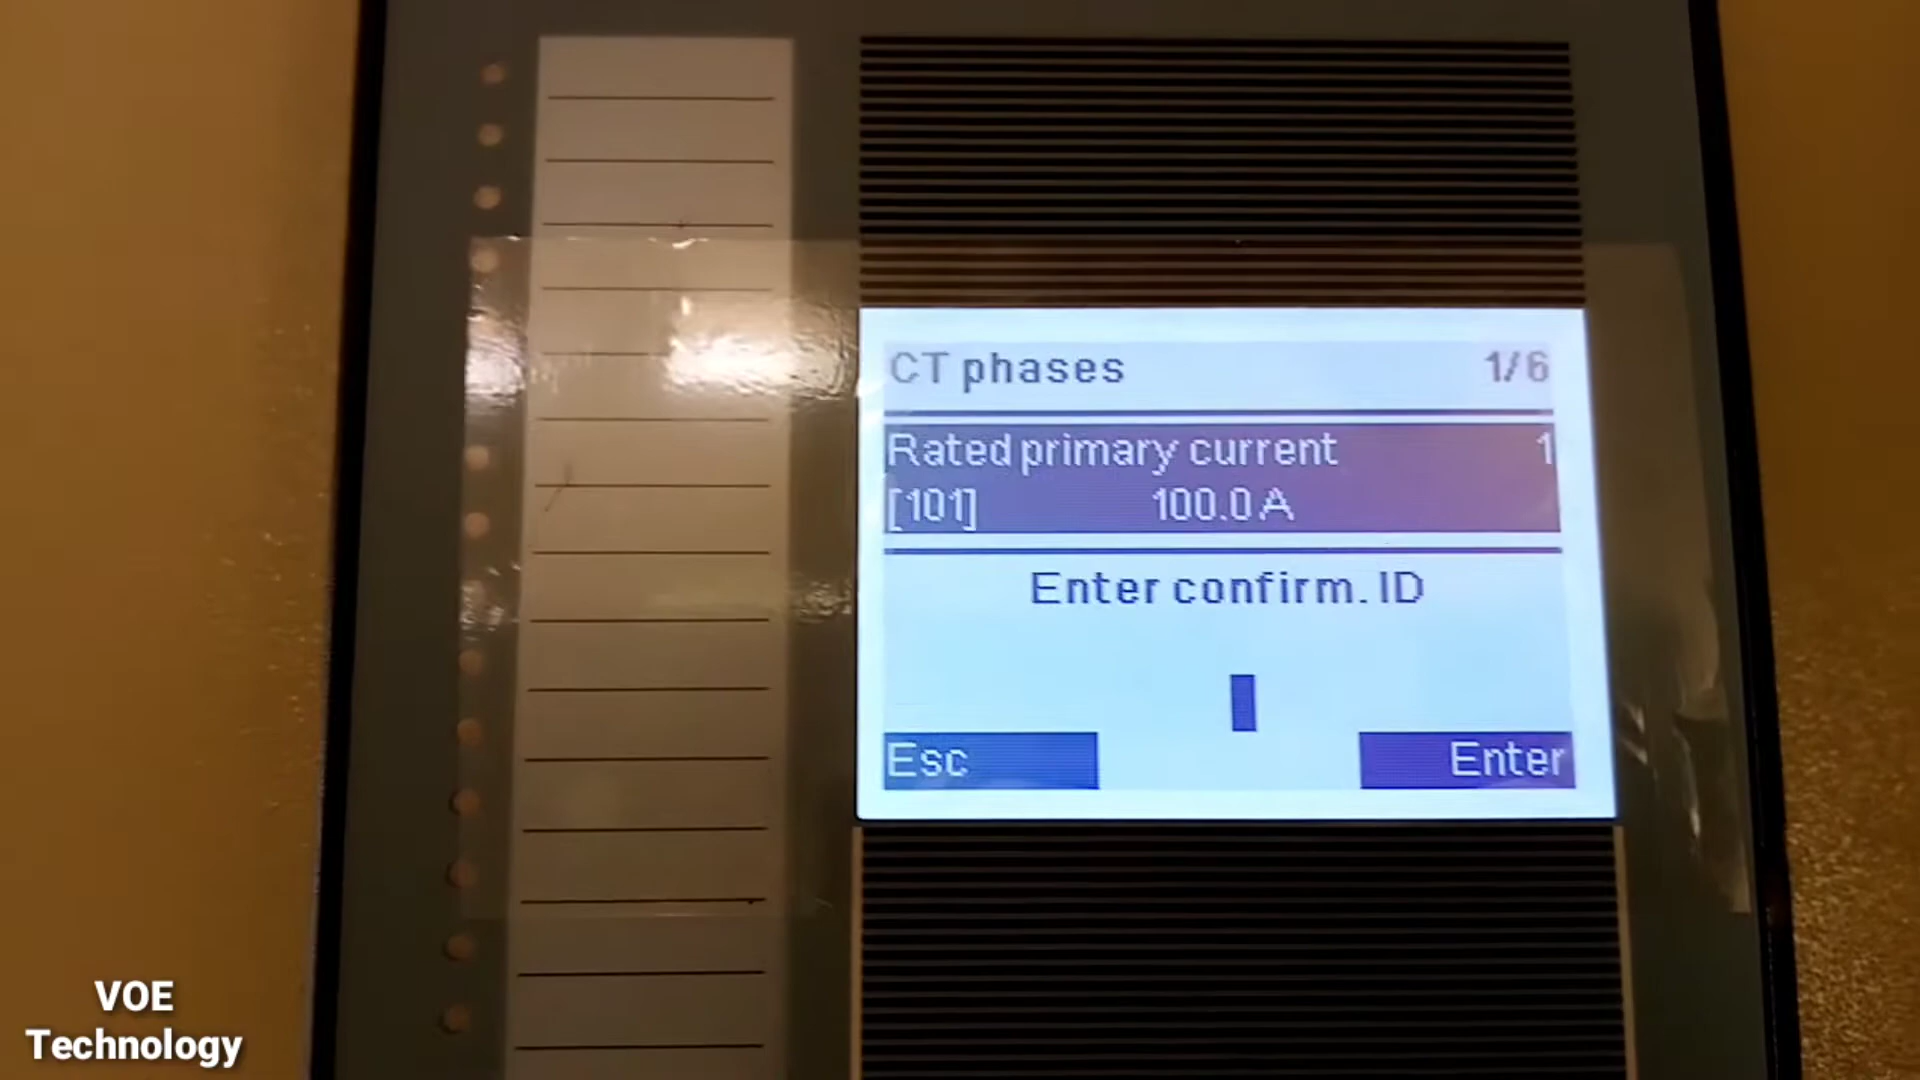 CT phases 1/6
Rated primary current 1
[101] 100.0 A
Enter confirm. ID
Esc Enter
VOE
Technology